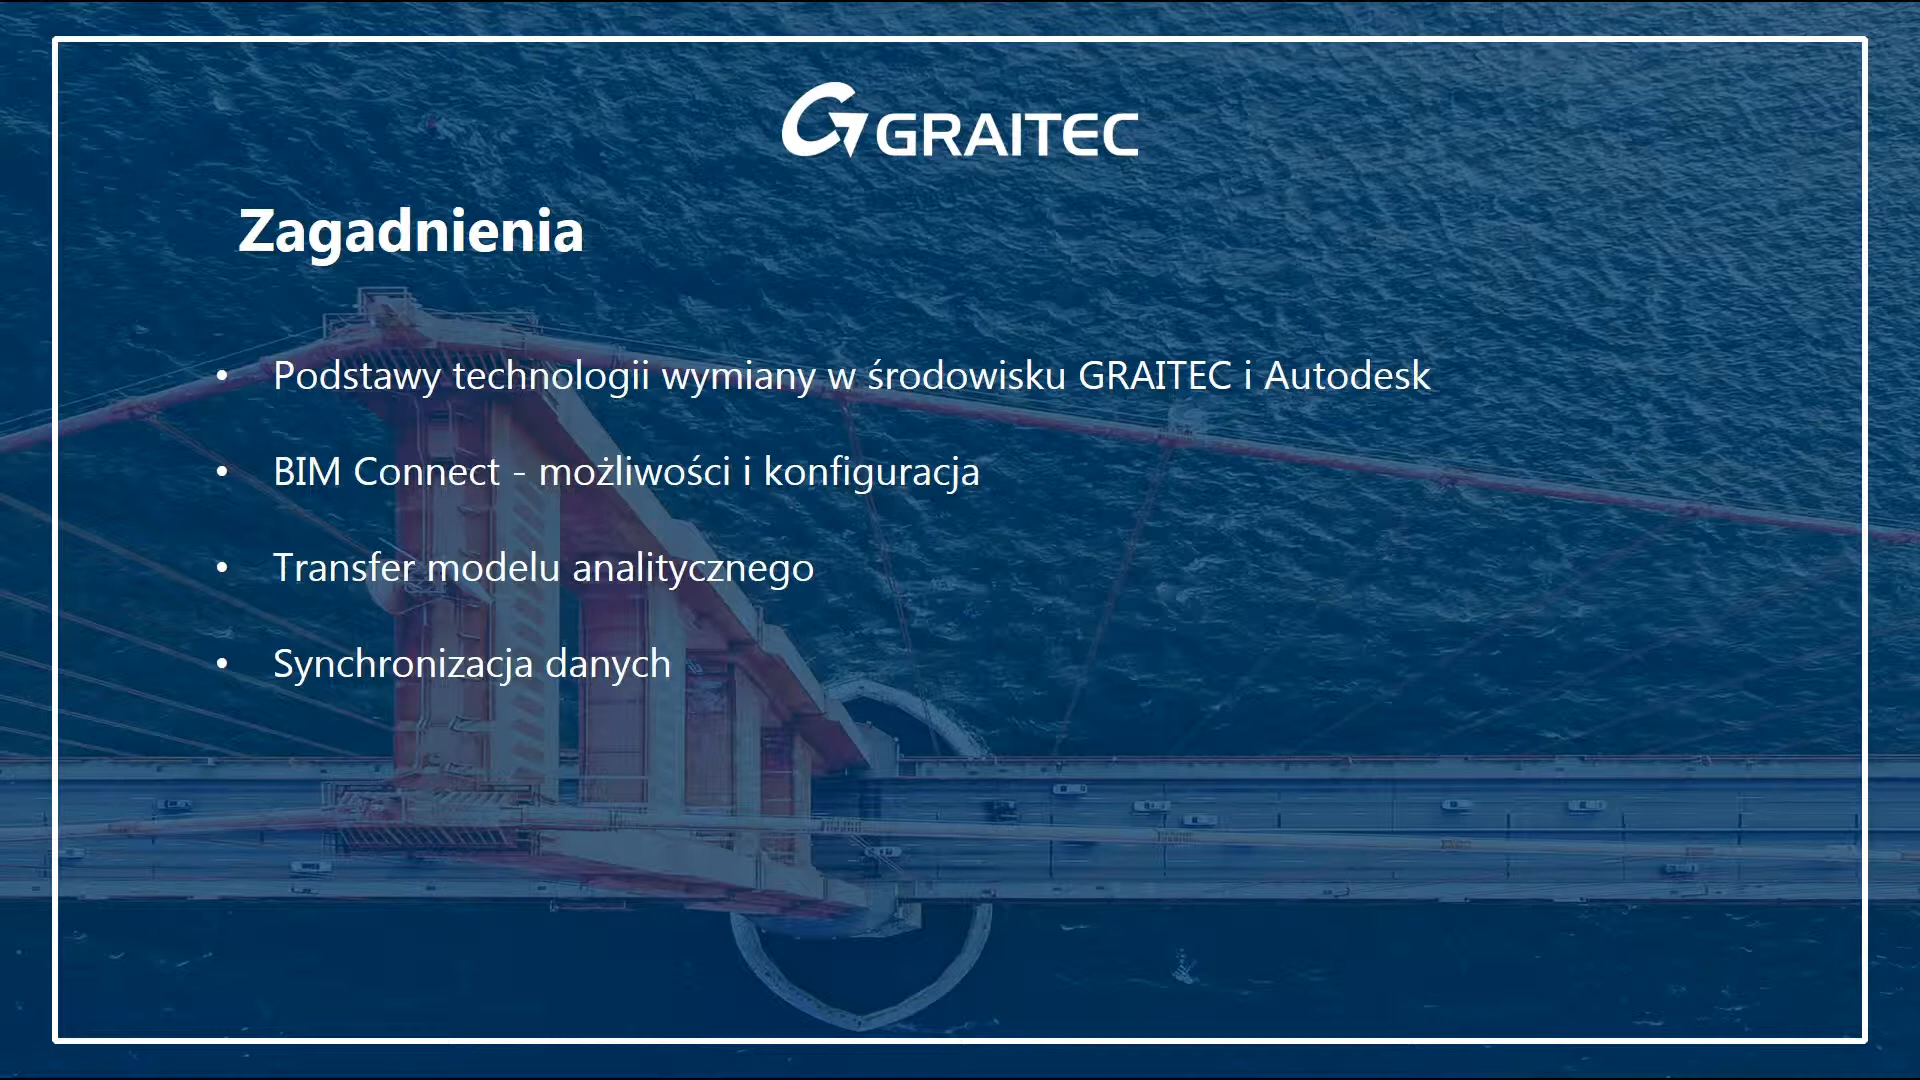 GRAITEC
Zagadnienia
• Podstawy technologii wymiany w środowisku GRAITEC i Autodesk
• BIM Connect - możliwości i konfiguracja
• Transfer modelu analitycznego
• Synchronizacja danych